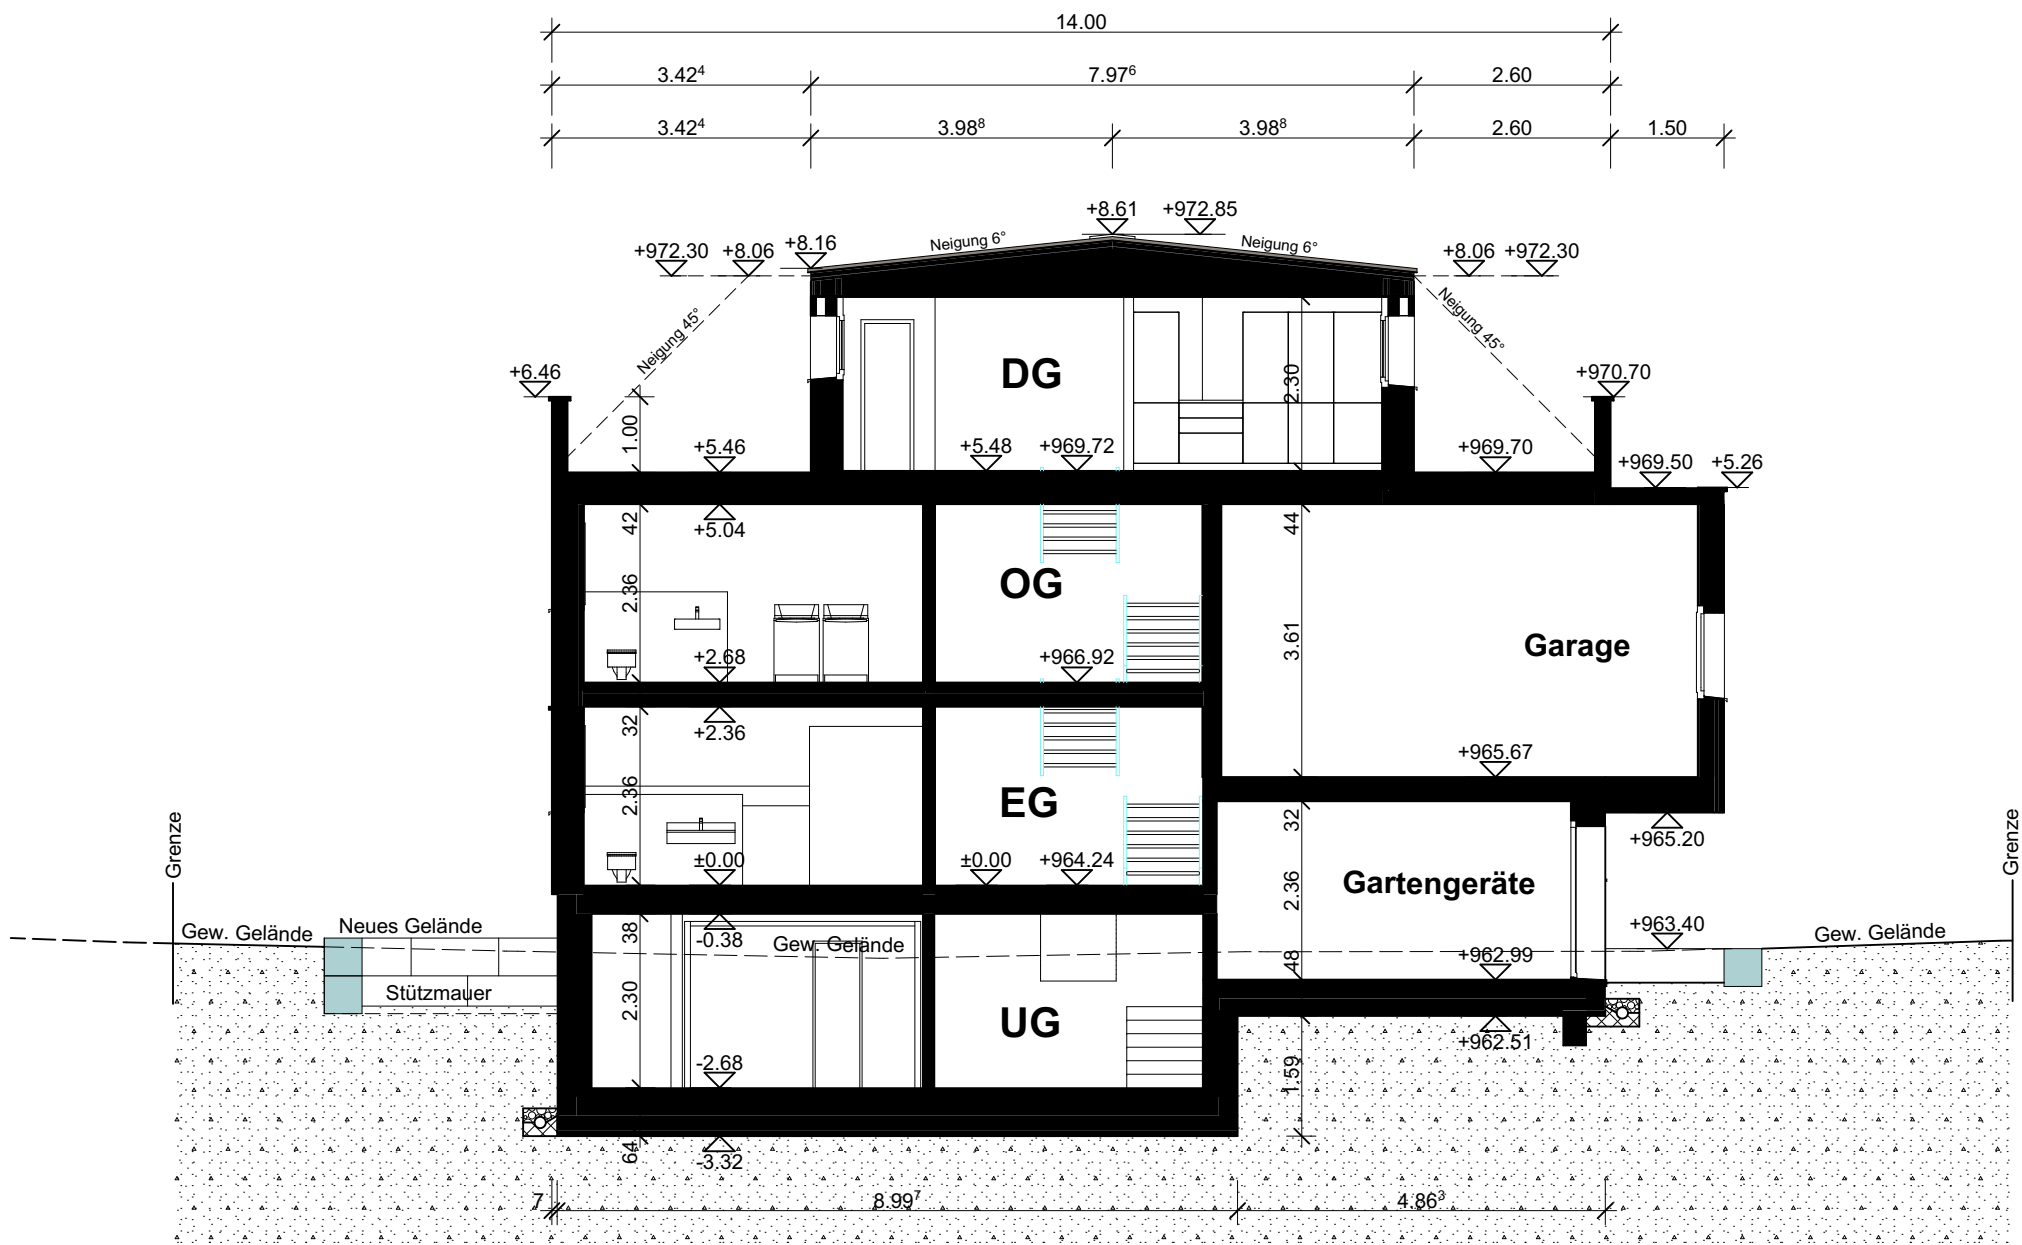 14.00
3.42⁴ 7.97⁶ 2.60
3.42⁴ 3.98⁸ 3.98⁸ 2.60 1.50
+8.61 +972.85
+972.30 +8.06 +8.16 Neigung 6° Neigung 6° +8.06 +972.30
Neigung 45° Neigung 45°
+6.46 DG 2.30 +970.70
1.00 +5.46 +5.48 +969.72 +969.70 +969.50 +5.26
42 +5.04 44
2.36 OG 3.61 Garage
+2.68 +966.92
32 +2.36 +965.67
2.36 EG 32 +965.20
Grenze ±0.00 ±0.00 +964.24 2.36 Gartengeräte Grenze
Gew. Gelände Neues Gelände 38 -0.38 Gew. Gelände +963.40 Gew. Gelände
48 +962.99
Stützmauer 2.30 UG
+962.51
-2.68 1.59
64 -3.32
7 8.99⁷ 4.86³